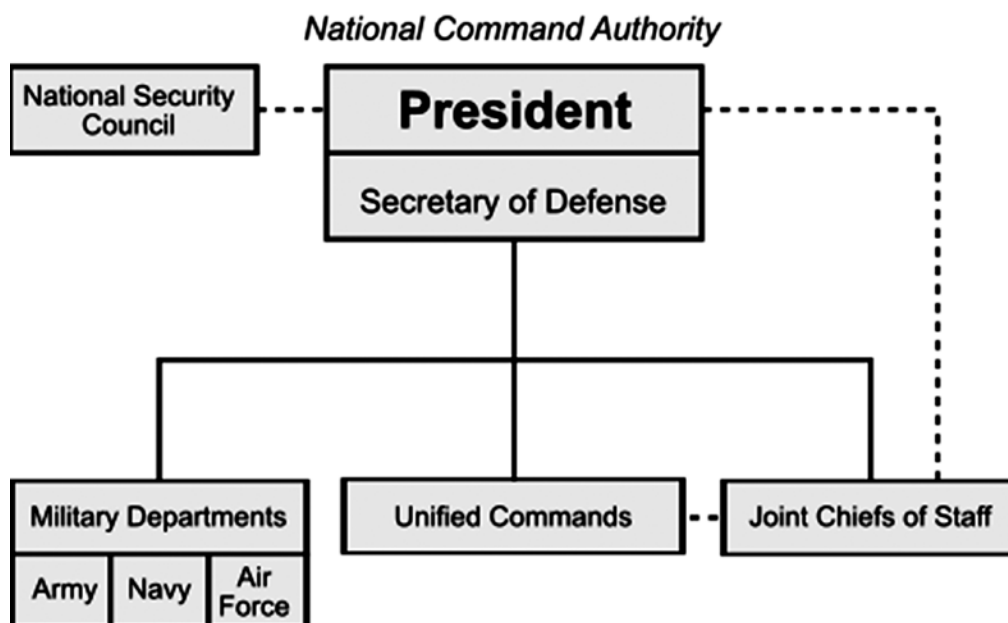 National Command Authority
National Security
Council
President
Secretary of Defense
Military Departments
Army
Navy
Air
Force
Unified Commands
Joint Chiefs of Staff